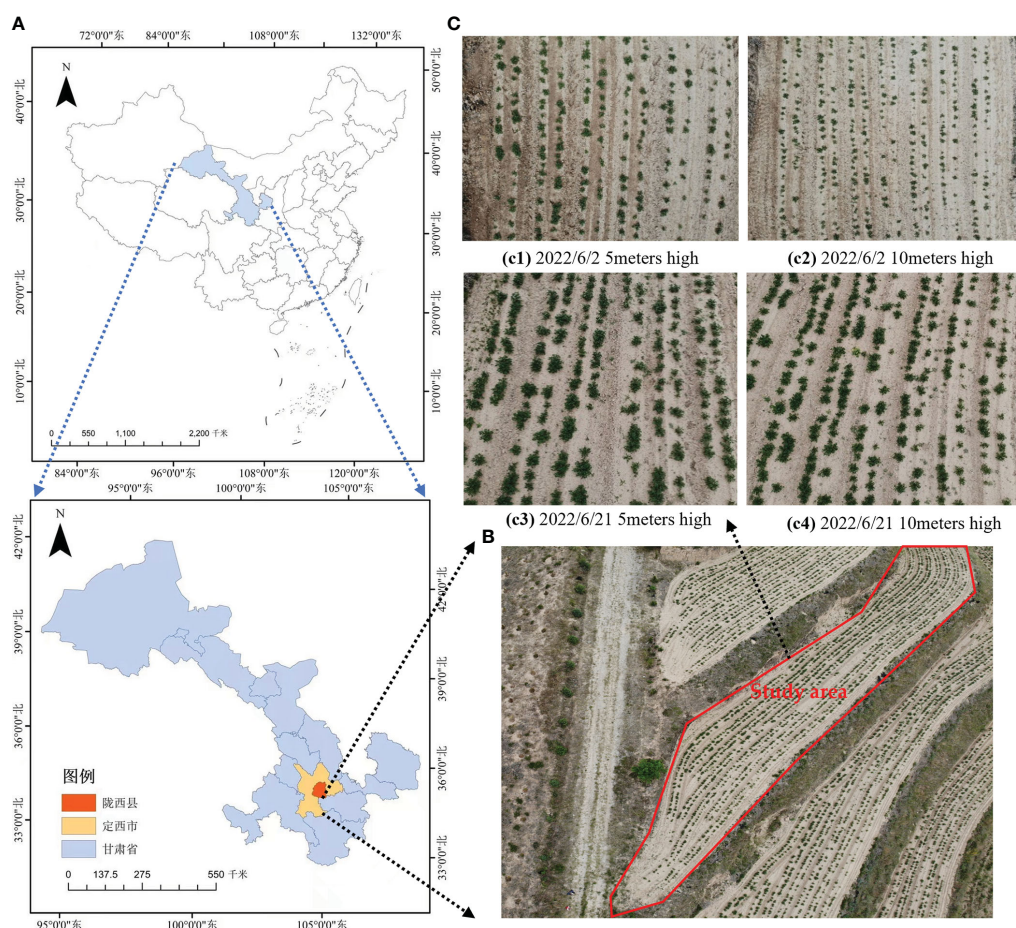 A
72°0'0"东 84°0'0"东 108°0'0"东 132°0'0"东
N
40°0'0"北
30°0'0"北
20°0'0"北
10°0'0"北
50°0'0"北
40°0'0"北
30°0'0"北
20°0'0"北
10°0'0"北
0 550 1,100 2,200 千米
84°0'0"东 96°0'0"东 108°0'0"东 120°0'0"东
95°0'0"东 100°0'0"东 105°0'0"东
N
42°0'0"北
39°0'0"北
36°0'0"北
33°0'0"北
42°0'0"北
39°0'0"北
36°0'0"北
33°0'0"北
图例
陇西县
定西市
甘肃省
0 137.5 275 550 千米
95°0'0"东 100°0'0"东 105°0'0"东
C
(c1) 2022/6/2 5meters high
(c2) 2022/6/2 10meters high
(c3) 2022/6/21 5meters high
(c4) 2022/6/21 10meters high
B
Study area